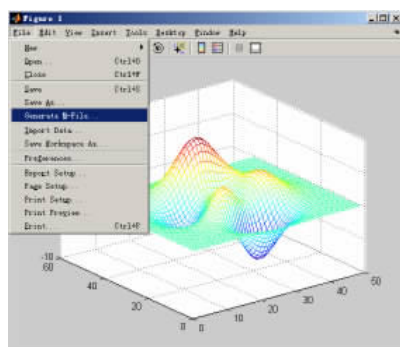 Figure 1
File Edit View Insert Tools Desktop Window Help
New
Open... Ctrl+O
Close Ctrl+W
Save Ctrl+S
Save As...
Generate M-File...
Import Data...
Save Workspace As...
Preferences...
Export Setup...
Page Setup...
Print Setup...
Print Preview...
Print... Ctrl+P
-10
60
40
20
0
0
10
20
30
40
50